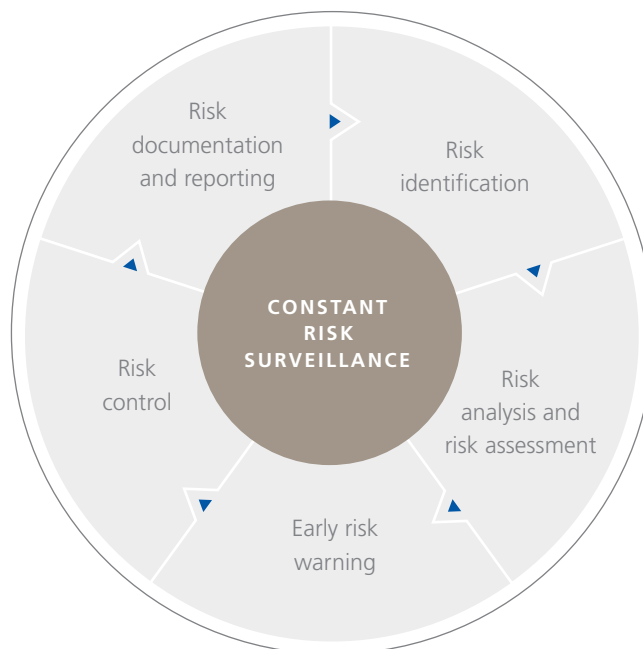 Risk
documentation
and reporting
Risk
identification
CONSTANT
RISK
SURVEILLANCE
Risk
control
Risk
analysis and
risk assessment
Early risk
warning